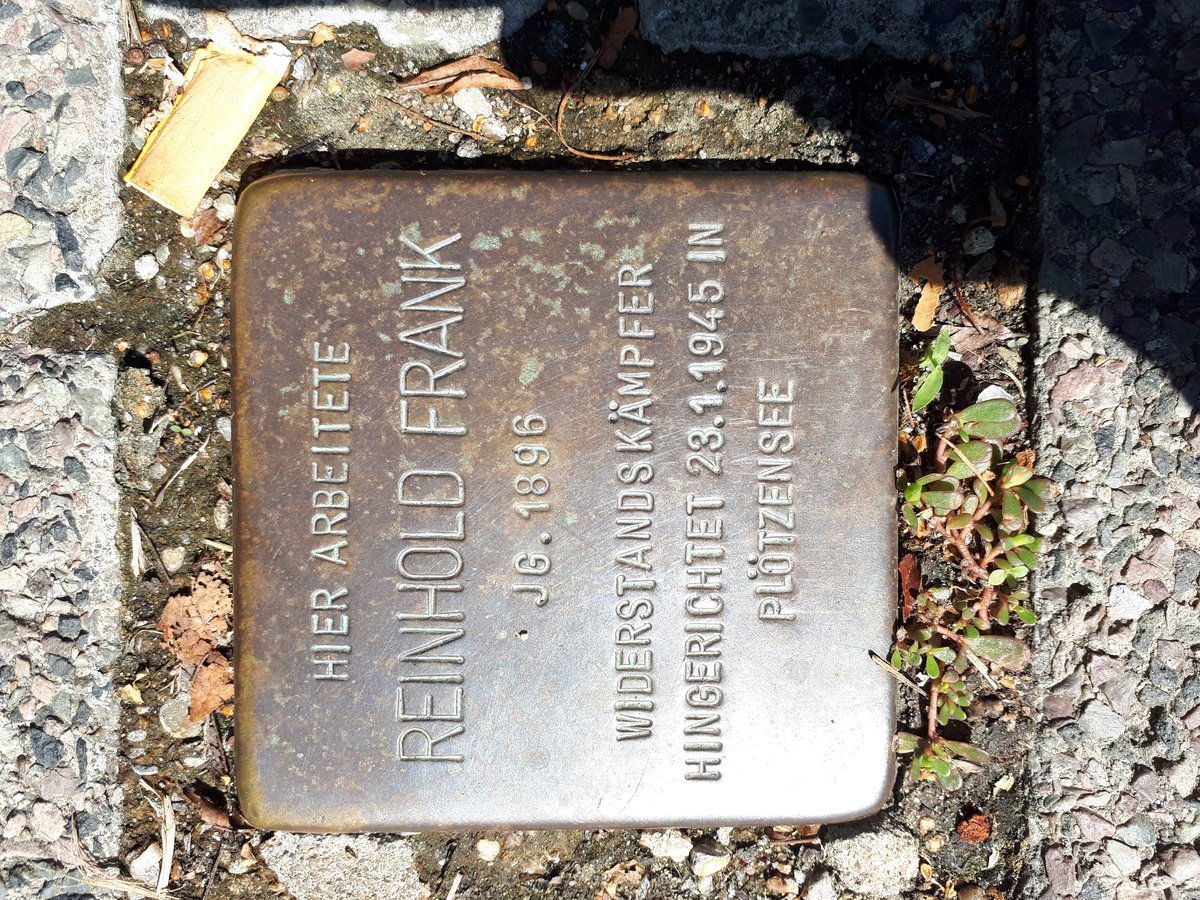 HIER ARBEITETE
REINHOLD FRANK
JG. 1896
WIDERSTANDSKÄMPFER
HINGERICHTET 23.1.1945 IN
PLÖTZENSEE